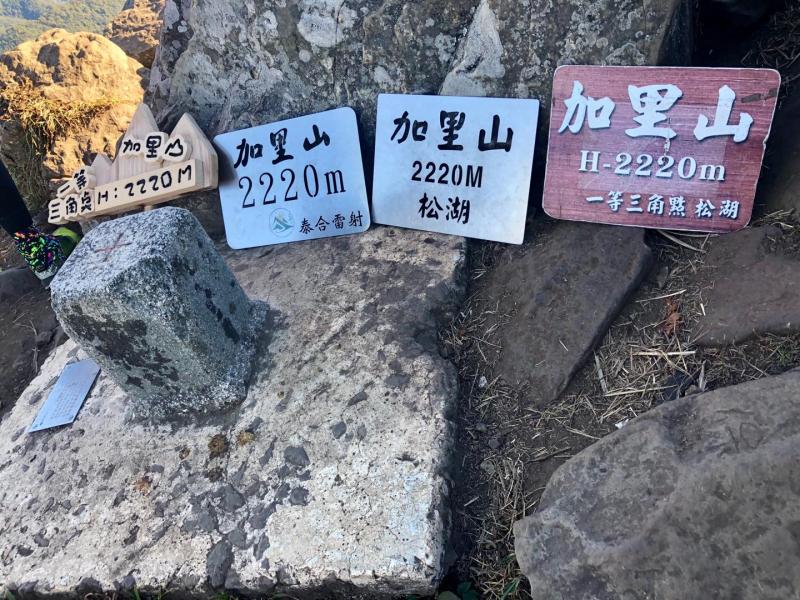 加里山
一等
三角點 H:2220M
加里山
2220m
泰合雷射
加里山
2220M
松湖
加里山
H-2220m
一等三角點 松湖